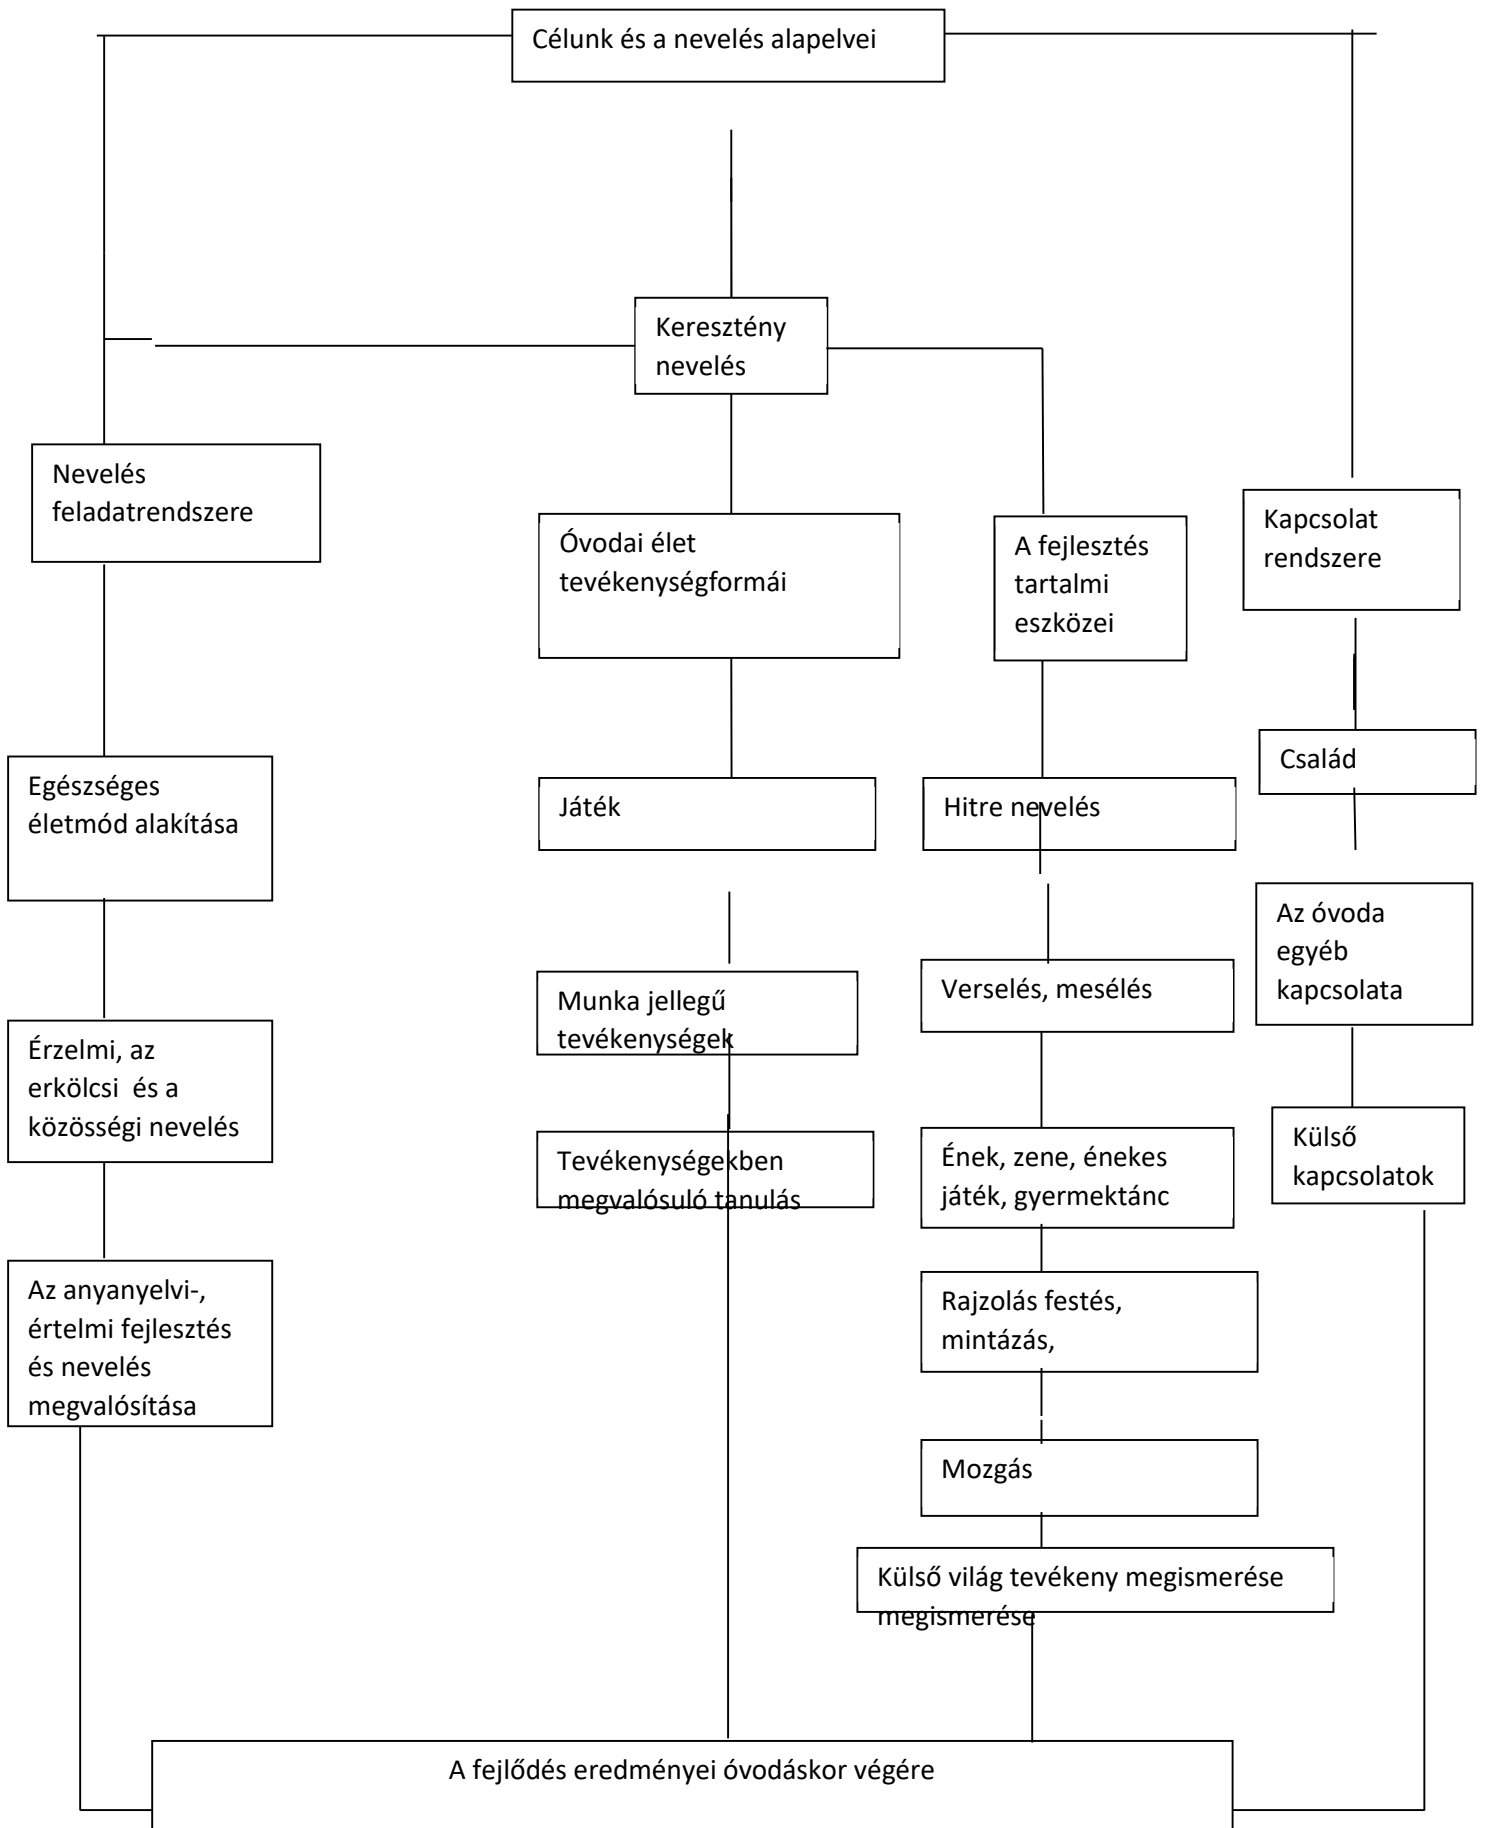 Célunk és a nevelés alapelvei
Keresztény
nevelés
Nevelés
feladatrendszere
Egészséges
életmód alakítása
Érzelmi, az
erkölcsi  és a
közösségi nevelés
Az anyanyelvi-,
értelmi fejlesztés
és nevelés
megvalósítása
Óvodai élet
tevékenységformái
Játék
Munka jellegű
tevékenységek
Tevékenységekben
megvalósuló tanulás
A fejlesztés
tartalmi
eszközei
Hitre nevelés
Verselés, mesélés
Ének, zene, énekes
játék, gyermektánc
Rajzolás festés,
mintázás,
Mozgás
Külső világ tevékeny megismerése
megismerése
Kapcsolat
rendszere
Család
Az óvoda
egyéb
kapcsolata
Külső
kapcsolatok
A fejlődés eredményei óvodáskor végére